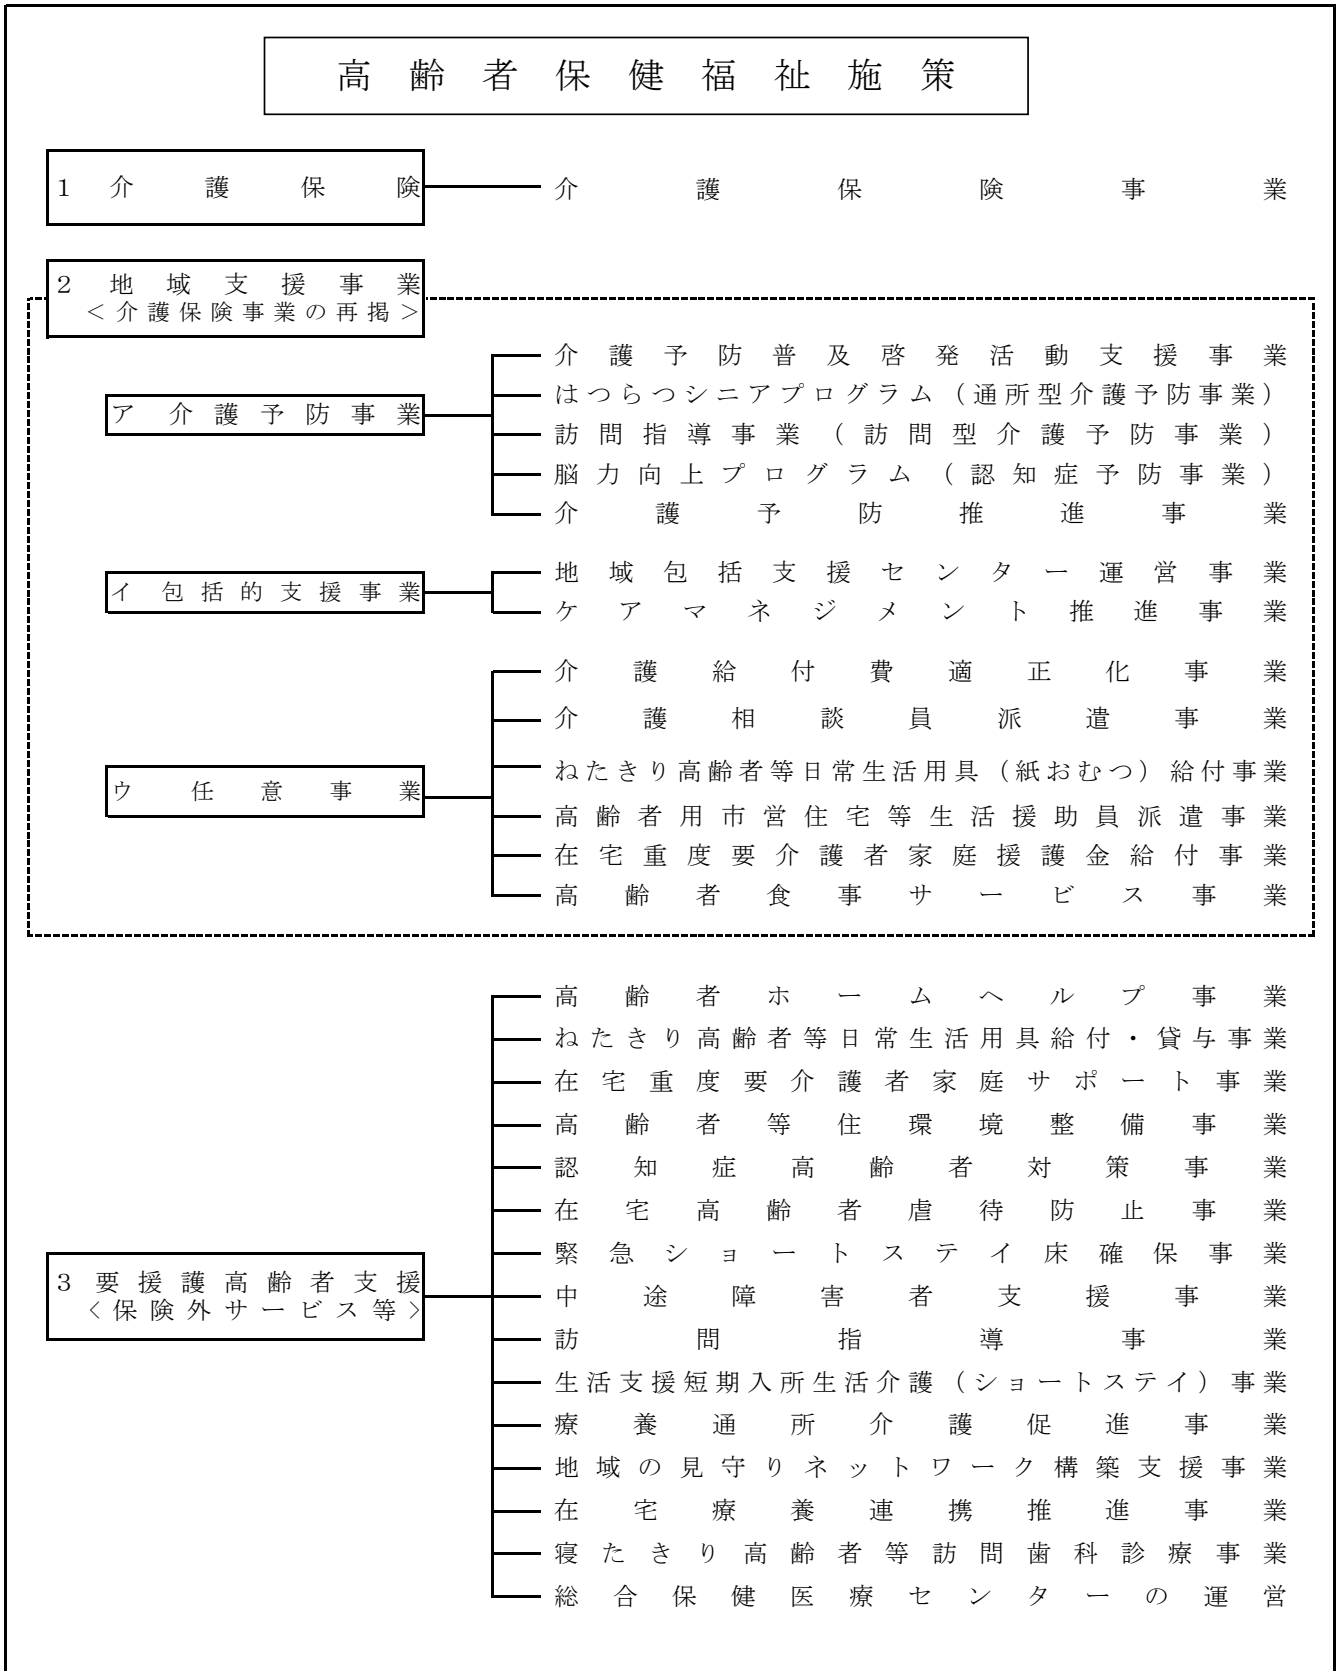 高齢者保健福祉施策
1 介護保険
介護保険事業
2 地域支援事業
＜介護保険事業の再掲＞
ア 介護予防事業
介護予防普及啓発活動支援事業
はつらつシニアプログラム（通所型介護予防事業）
訪問指導事業（訪問型介護予防事業）
脳力向上プログラム（認知症予防事業）
介護予防推進事業
イ 包括的支援事業
地域包括支援センター運営事業
ケアマネジメント推進事業
ウ 任意事業
介護給付費適正化事業
介護相談員派遣事業
ねたきり高齢者等日常生活用具（紙おむつ）給付事業
高齢者用市営住宅等生活援助員派遣事業
在宅重度要介護者家庭援護金給付事業
高齢者食事サービス事業
3 要援護高齢者支援
＜保険外サービス等＞
高齢者ホームヘルプ事業
ねたきり高齢者等日常生活用具給付・貸与事業
在宅重度要介護者家庭サポート事業
高齢者等住環境整備事業
認知症高齢者対策事業
在宅高齢者虐待防止事業
緊急ショートステイ床確保事業
中途障害者支援事業
訪問指導事業
生活支援短期入所生活介護（ショートステイ）事業
療養通所介護促進事業
地域の見守りネットワーク構築支援事業
在宅療養連携推進事業
寝たきり高齢者等訪問歯科診療事業
総合保健医療センターの運営